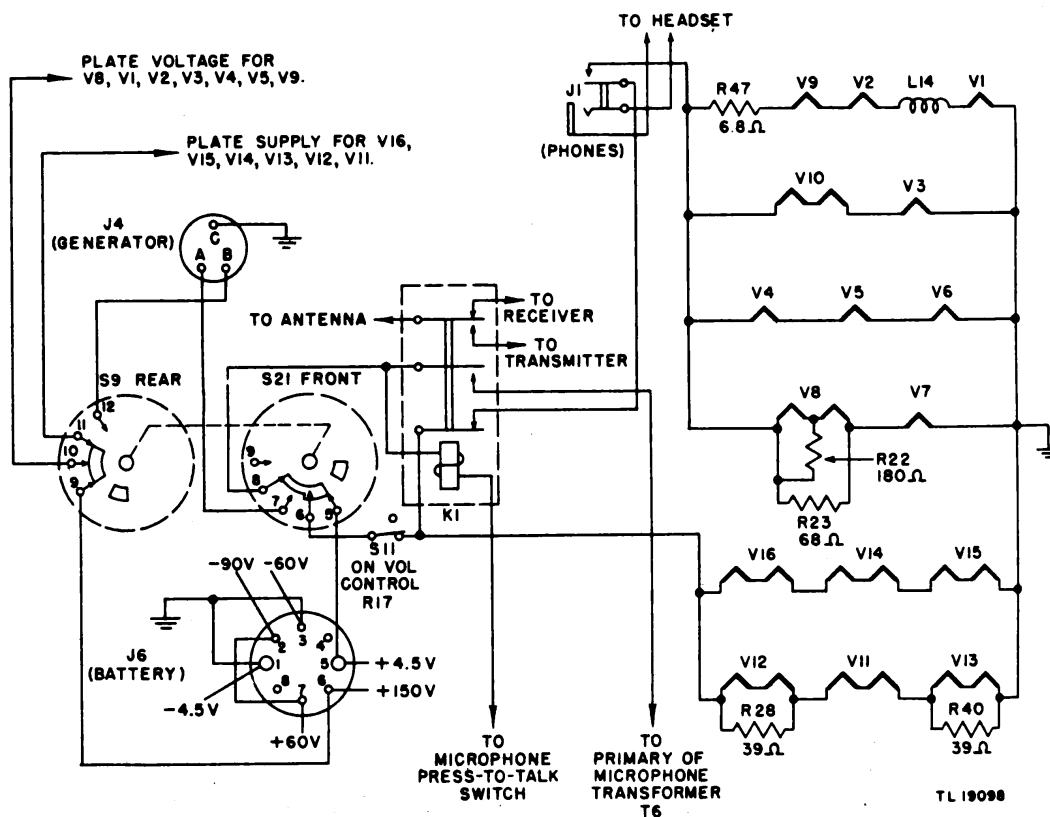 TO HEADSET
PLATE VOLTAGE FOR
V8, V1, V2, V3, V4, V5, V9.
PLATE SUPPLY FOR V16,
V15, V14, V13, V12, V11.
J1
(PHONES)
R47
6.8Ω
V9
V2
L14
V1
V10
V3
J4
(GENERATOR)
C
A
B
TO ANTENNA
TO
RECEIVER
TO
TRANSMITTER
V4
V5
V6
S9 REAR
S21 FRONT
12
11
10
9
9
8
7
6
5
K1
V8
V7
R22
180Ω
R23
68Ω
S11
ON VOL
CONTROL
R17
V16
V14
V15
-90V
-60V
J6
(BATTERY)
1
2
3
4
5
6
7
8
+4.5V
+150V
-4.5V
+60V
V12
V11
V13
R28
39Ω
R40
39Ω
TO
MICROPHONE
PRESS-TO-TALK
SWITCH
TO
PRIMARY OF
MICROPHONE
TRANSFORMER
T6
TL 19098